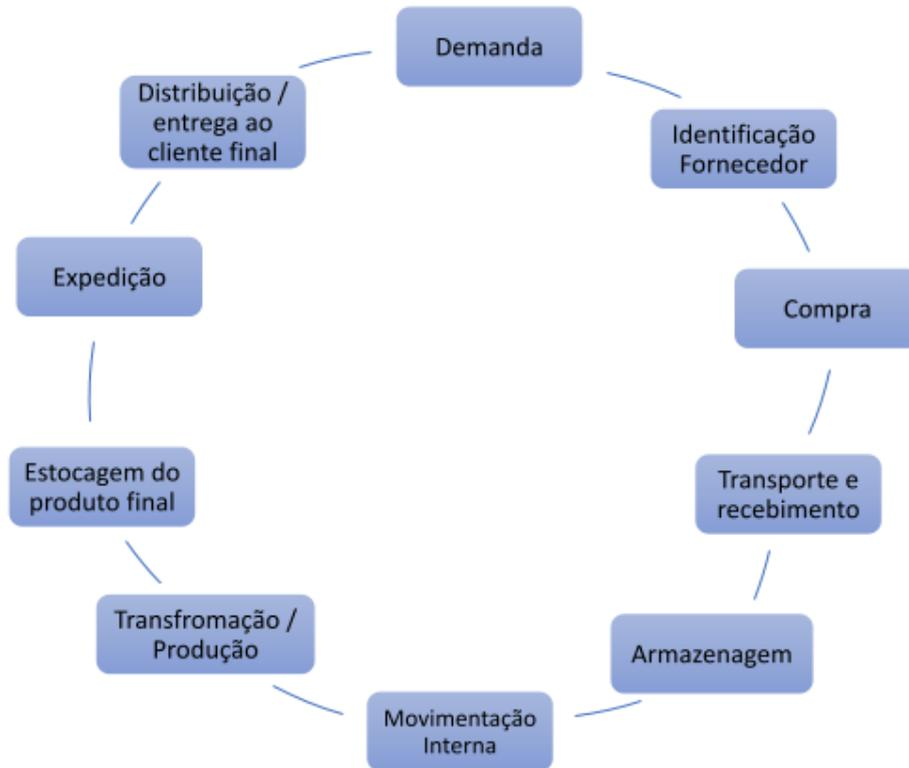 Demanda
Identificação
Fornecedor
Compra
Transporte e
recebimento
Armazenagem
Movimentação
Interna
Transfromação /
Produção
Estocagem do
produto final
Expedição
Distribuição /
entrega ao
cliente final